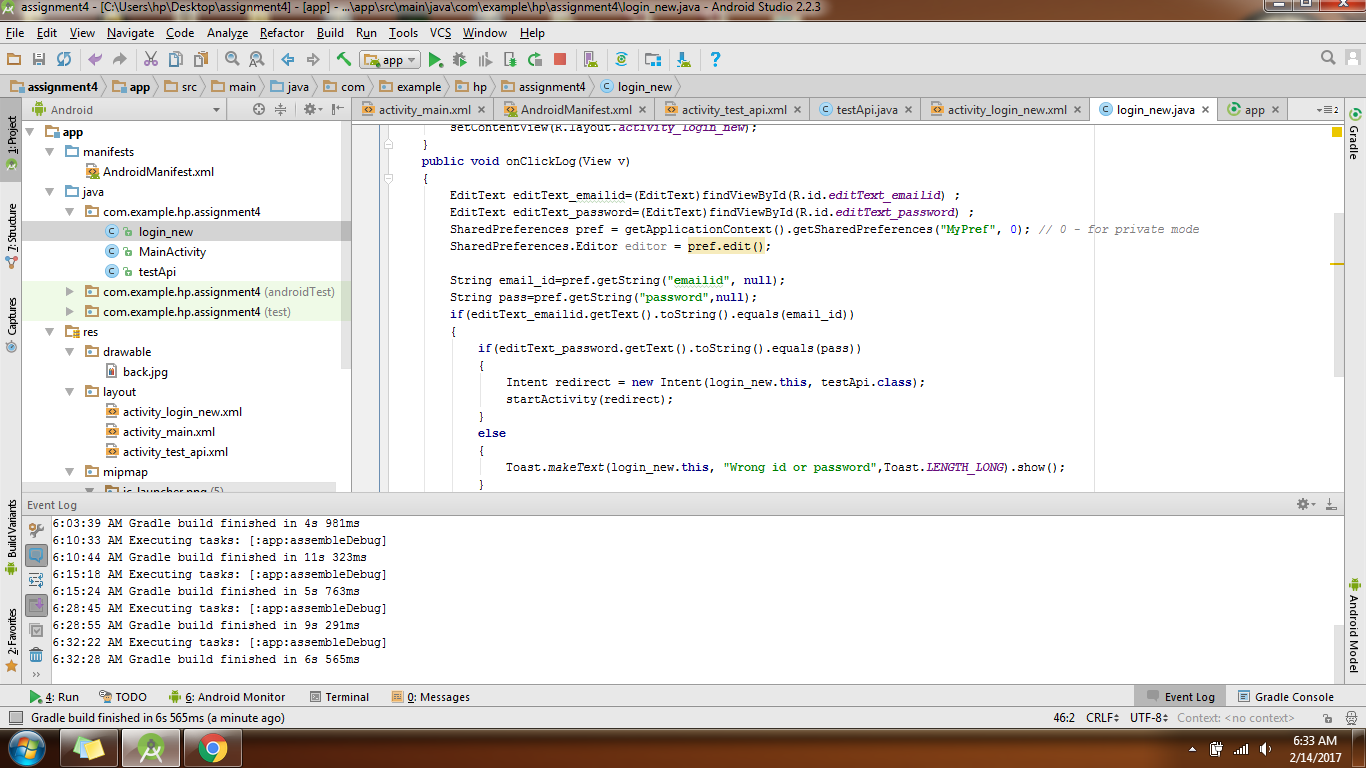 assignment4 - [C:\Users\hp\Desktop\assignment4] - [app] - ...\app\src\main\java\com\example\hp\assignment4\login_new.java - Android Studio 2.2.3
File Edit View Navigate Code Analyze Refactor Build Run Tools VCS Window Help
app
assignment4 app src main java com example hp assignment4 login_new
Android
activity_main.xml AndroidManifest.xml activity_test_api.xml testApi.java activity_login_new.xml login_new.java app 2
1: Project
7: Structure
Captures
Build Variants
2: Favorites
Gradle
Android Model
app
manifests
AndroidManifest.xml
java
com.example.hp.assignment4
login_new
MainActivity
testApi
com.example.hp.assignment4 (androidTest)
com.example.hp.assignment4 (test)
res
drawable
back.jpg
layout
activity_login_new.xml
activity_main.xml
activity_test_api.xml
mipmap
ic_launcher.png (5)
setContentView(R.layout.activity_login_new);
}
public void onClickLog(View v)
{
EditText editText_emailid=(EditText)findViewById(R.id.editText_emailid) ;
EditText editText_password=(EditText)findViewById(R.id.editText_password) ;
SharedPreferences pref = getApplicationContext().getSharedPreferences("MyPref", 0); // 0 - for private mode
SharedPreferences.Editor editor = pref.edit();
String email_id=pref.getString("emailid", null);
String pass=pref.getString("password",null);
if(editText_emailid.getText().toString().equals(email_id))
{
if(editText_password.getText().toString().equals(pass))
{
Intent redirect = new Intent(login_new.this, testApi.class);
startActivity(redirect);
}
else
{
Toast.makeText(login_new.this, "Wrong id or password",Toast.LENGTH_LONG).show();
}
Event Log
6:03:39 AM Gradle build finished in 4s 981ms
6:10:33 AM Executing tasks: [:app:assembleDebug]
6:10:44 AM Gradle build finished in 11s 323ms
6:15:18 AM Executing tasks: [:app:assembleDebug]
6:15:24 AM Gradle build finished in 5s 763ms
6:28:45 AM Executing tasks: [:app:assembleDebug]
6:28:55 AM Gradle build finished in 9s 291ms
6:32:22 AM Executing tasks: [:app:assembleDebug]
6:32:28 AM Gradle build finished in 6s 565ms
4: Run TODO 6: Android Monitor Terminal 0: Messages Event Log Gradle Console
Gradle build finished in 6s 565ms (a minute ago) 46:2 CRLF UTF-8 Context: <no context>
6:33 AM
2/14/2017